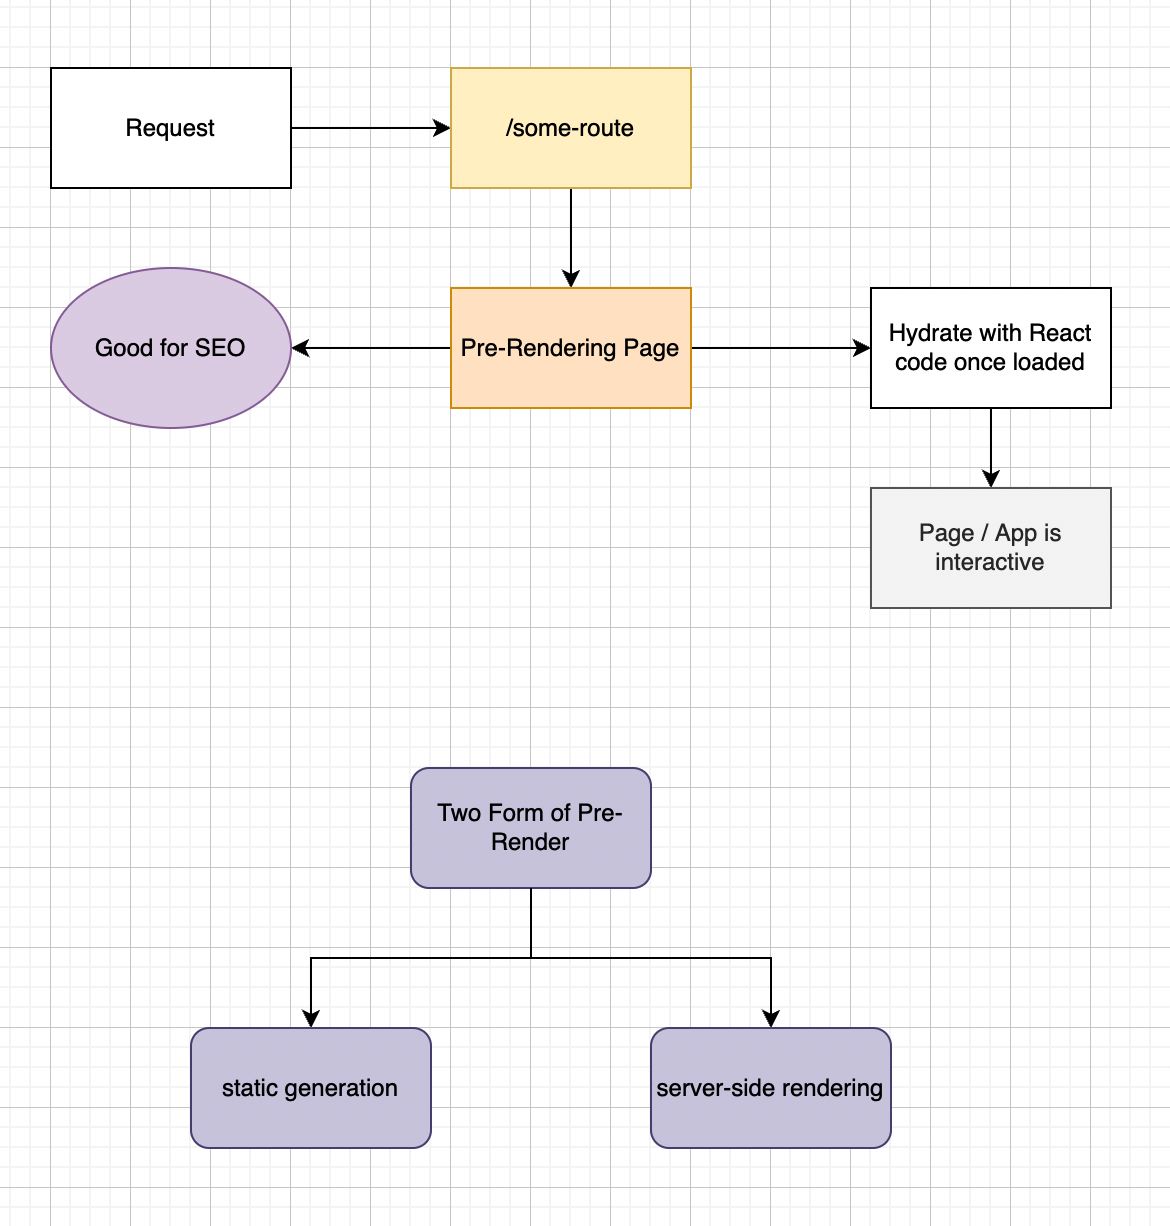 Request
/some-route
Good for SEO
Pre-Rendering Page
Hydrate with React
code once loaded
Page / App is
interactive
Two Form of Pre-
Render
static generation
server-side rendering